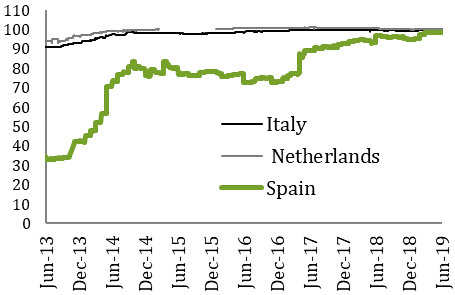 110
100
90
80
70
60
50
40
30
20
10
0
Italy
Netherlands
Spain
Jun-13
Dec-13
Jun-14
Dec-14
Jun-15
Dec-15
Jun-16
Dec-16
Jun-17
Dec-17
Jun-18
Dec-18
Jun-19